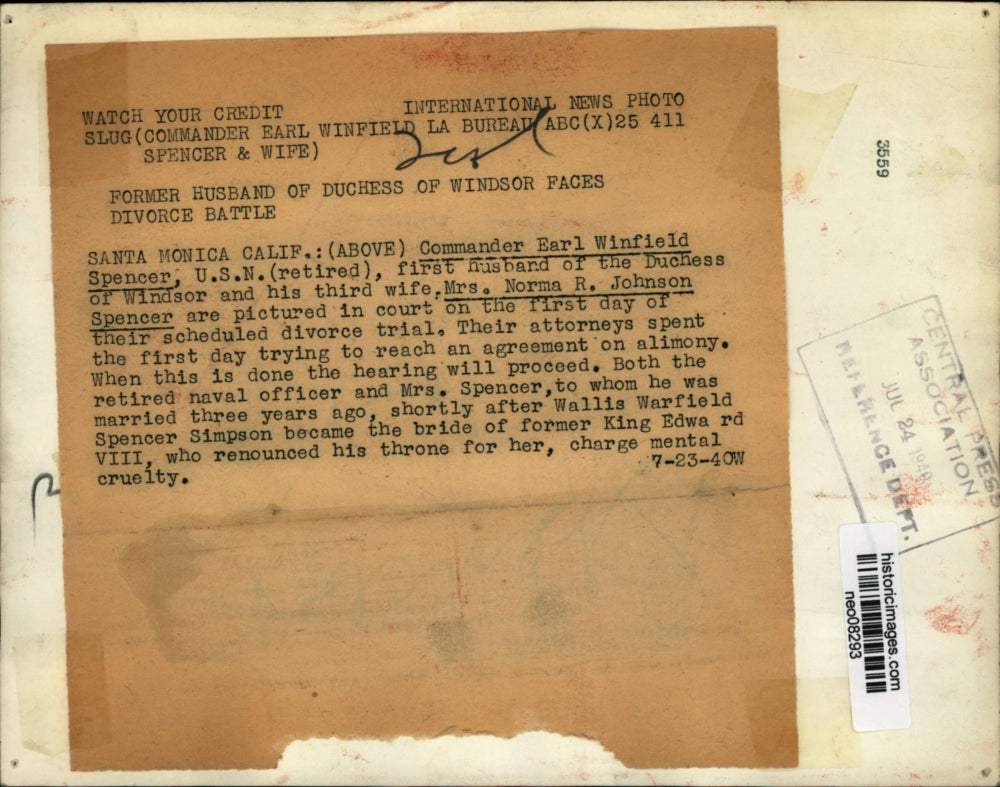 WATCH YOUR CREDIT INTERNATIONAL NEWS PHOTO
SLUG(COMMANDER EARL WINFIELD LA BUREAU ABC(X)25 411
SPENCER & WIFE)
FORMER HUSBAND OF DUCHESS OF WINDSOR FACES
DIVORCE BATTLE
SANTA MONICA CALIF.:(ABOVE) Commander Earl Winfield
Spencer, U.S.N.(retired), first husband of the Duchess
of Windsor and his third wife,Mrs. Norma R. Johnson
Spencer are pictured in court on the first day of
their scheduled divorce trial. Their attorneys spent
the first day trying to reach an agreement on alimony.
When this is done the hearing will proceed. Both the
retired naval officer and Mrs. Spencer,to whom he was
married three years ago, shortly after Wallis Warfield
Spencer Simpson became the bride of former King Edwa rd
VIII, who renounced his throne for her, charge mental
cruelty. 7-23-40W
3559
CENTRAL PRESS
ASSOCIATION
JUL 24 1940
REFERENCE DEPT.
historicimages.com
neo08293